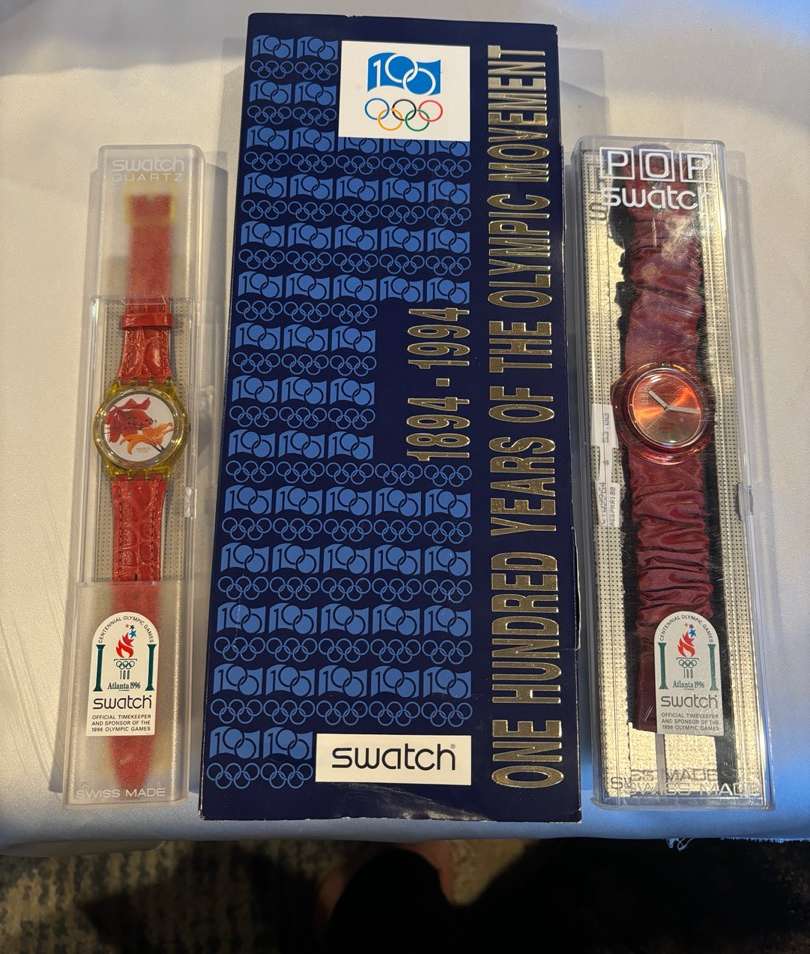 swatch
QUARTZ
CENTENNIAL OLYMPIC GAMES
100
Atlanta 1996
swatch
OFFICIAL TIMEKEEPER
AND SPONSOR OF THE
1996 OLYMPIC GAMES
SWISS MADE
100
1894 - 1994
ONE HUNDRED YEARS OF THE OLYMPIC MOVEMENT
swatch
POP
swatch
CENTENNIAL OLYMPIC GAMES
100
Atlanta 1996
swatch
OFFICIAL TIMEKEEPER
AND SPONSOR OF THE
1996 OLYMPIC GAMES
SWISS MADE